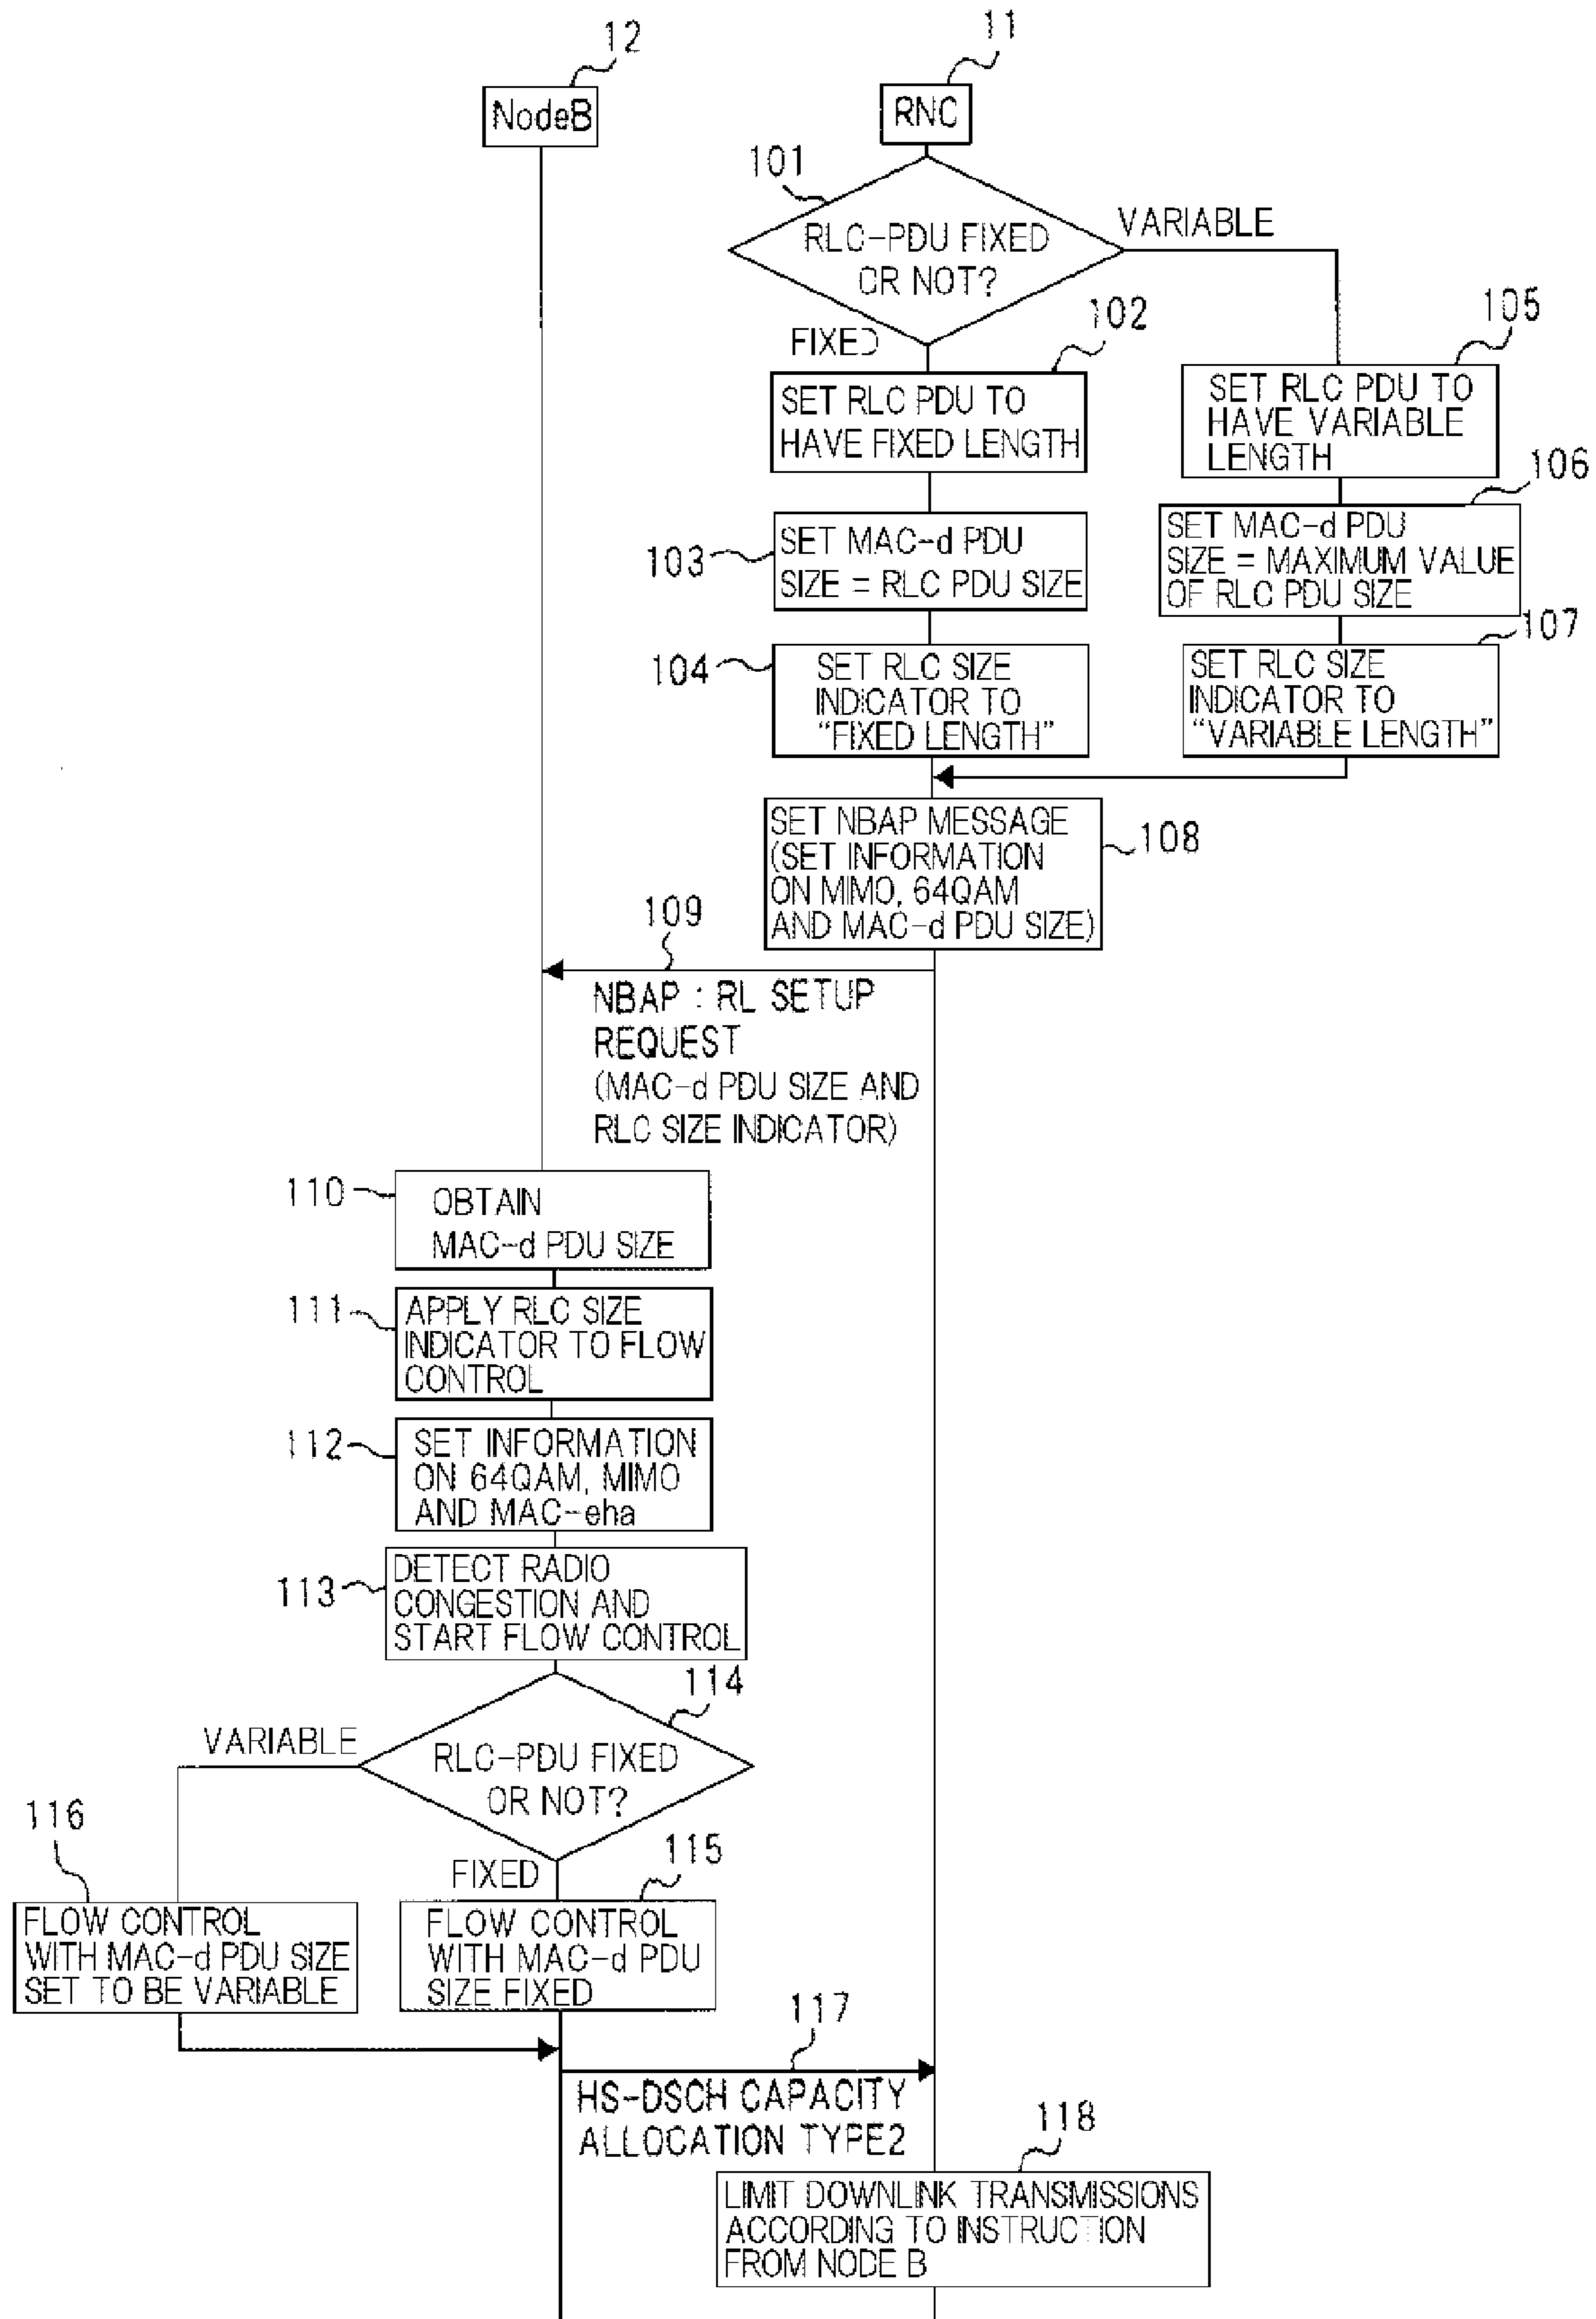 12
11
NodeB
RNC
101
RLC-PDU FIXED
OR NOT?
VARIABLE
FIXED
102
SET RLC PDU TO
HAVE FIXED LENGTH
105
SET RLC PDU TO
HAVE VARIABLE
LENGTH
103
SET MAC-d PDU
SIZE = RLC PDU SIZE
106
SET MAC-d PDU
SIZE = MAXIMUM VALUE
OF RLC PDU SIZE
104
SET RLC SIZE
INDICATOR TO
“FIXED LENGTH”
107
SET RLC SIZE
INDICATOR TO
“VARIABLE LENGTH”
SET NBAP MESSAGE
(SET INFORMATION
ON MIMO, 64QAM
AND MAC-d PDU SIZE)
108
109
NBAP : RL SETUP
REQUEST
(MAC-d PDU SIZE AND
RLC SIZE INDICATOR)
110
OBTAIN
MAC-d PDU SIZE
111
APPLY RLC SIZE
INDICATOR TO FLOW
CONTROL
112
SET INFORMATION
ON 64QAM, MIMO
AND MAC-eha
113
DETECT RADIO
CONGESTION AND
START FLOW CONTROL
114
RLC-PDU FIXED
OR NOT?
VARIABLE
FIXED
116
FLOW CONTROL
WITH MAC-d PDU SIZE
SET TO BE VARIABLE
115
FLOW CONTROL
WITH MAC-d PDU
SIZE FIXED
117
HS-DSCH CAPACITY
ALLOCATION TYPE2
118
LIMIT DOWNLINK TRANSMISSIONS
ACCORDING TO INSTRUCTION
FROM NODE B